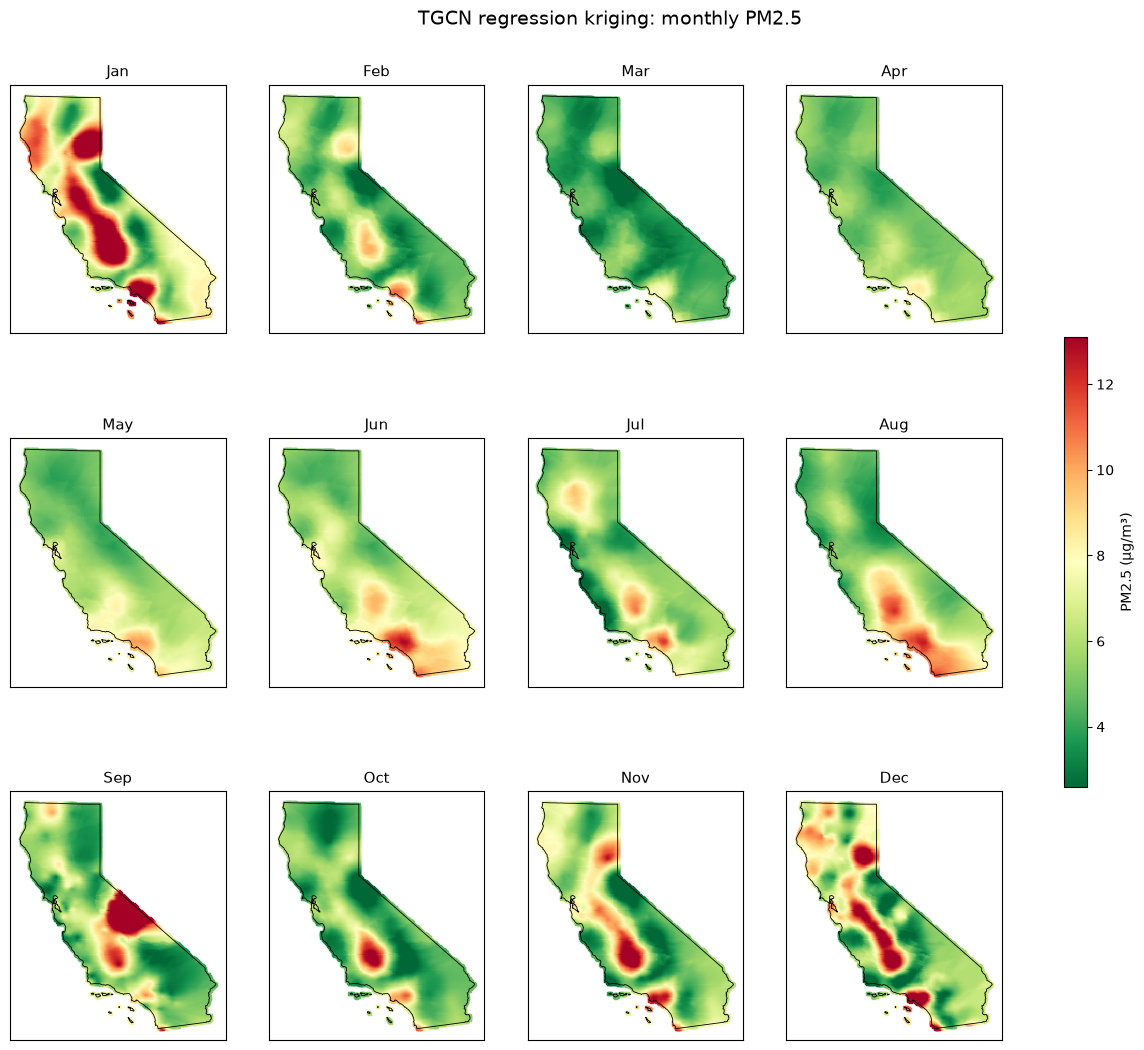 TGCN regression kriging: monthly PM2.5
Jan
Feb
Mar
Apr
May
Jun
Jul
Aug
Sep
Oct
Nov
Dec
12
10
8
6
4
PM2.5 (µg/m³)